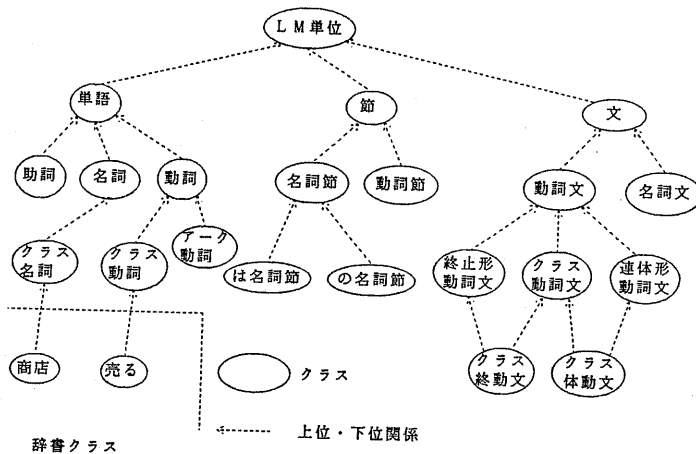 LM単位
単語
節
文
助詞
名詞
動詞
名詞節
動詞節
動詞文
名詞文
クラス
名詞
クラス
動詞
アーク
動詞
は名詞節
の名詞節
終止形
動詞文
クラス
動詞文
連体形
動詞文
商店
売る
クラス
クラス
終動文
クラス
体動文
上位・下位関係
辞書クラス